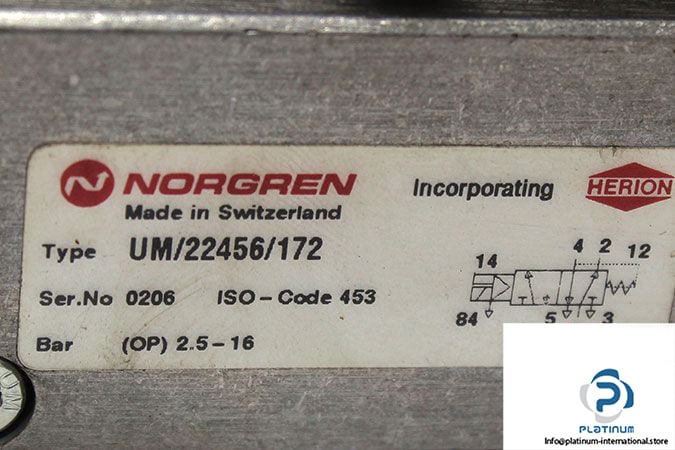 NORGREN Incorporating HERION
Made in Switzerland
Type UM/22456/172
Ser.No 0206 ISO-Code 453
Bar (OP) 2.5-16
4 2 12
14
84 5 3
PLATINUM
info@platinum-international.store